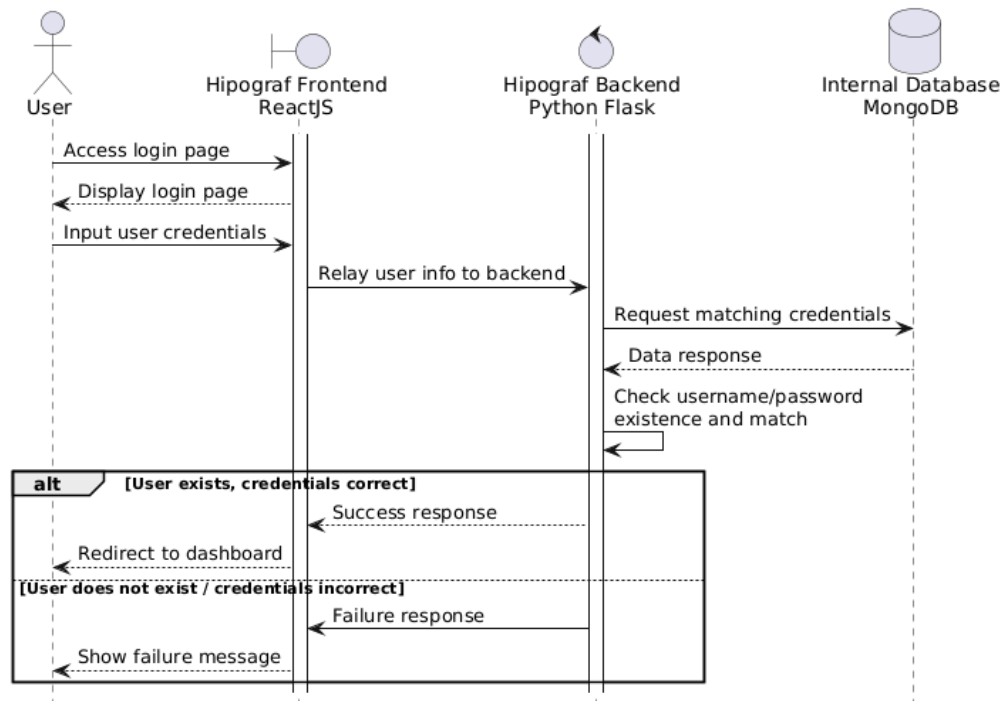 User
Hipograf Frontend
ReactJS
Hipograf Backend
Python Flask
Internal Database
MongoDB
Access login page
Display login page
Input user credentials
Relay user info to backend
Request matching credentials
Data response
Check username/password
existence and match
alt [User exists, credentials correct]
Success response
Redirect to dashboard
[User does not exist / credentials incorrect]
Failure response
Show failure message